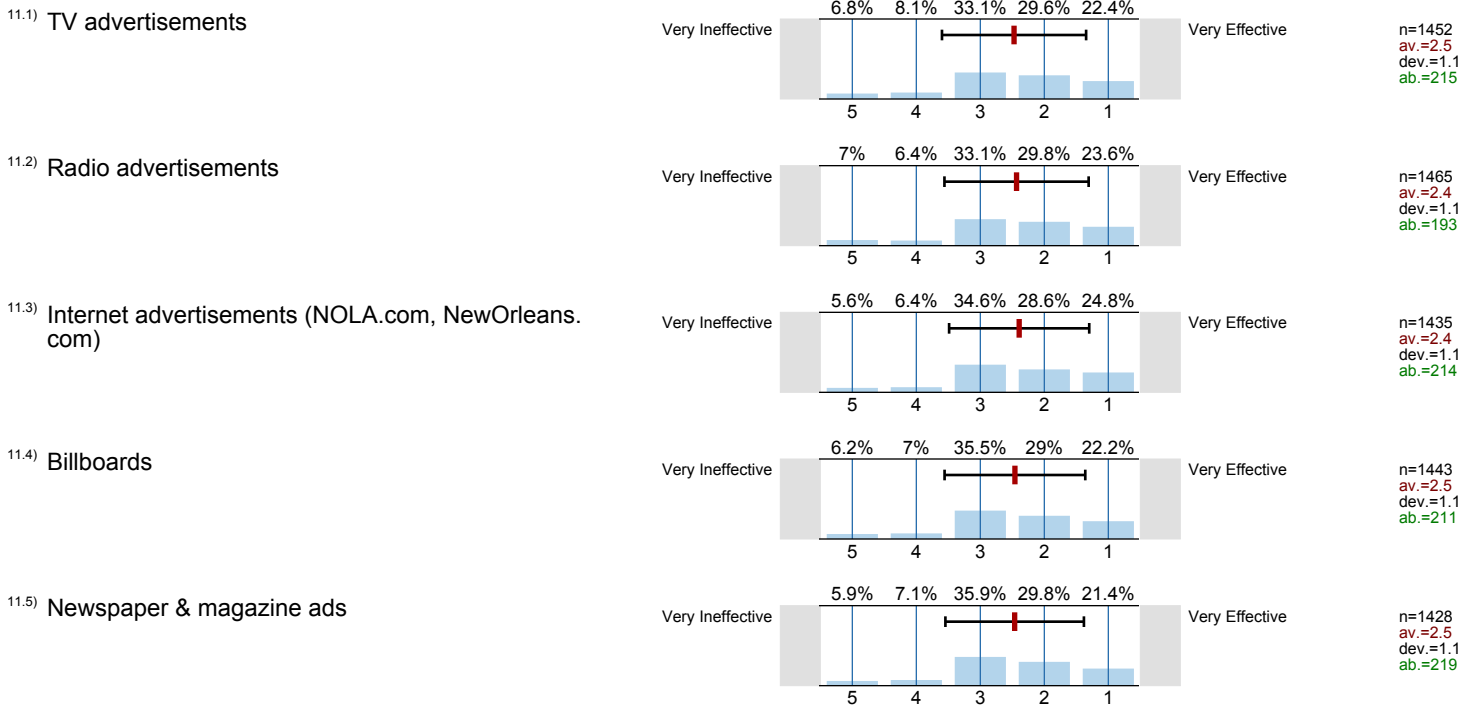 11.1) TV advertisements
6.8% 8.1% 33.1% 29.6% 22.4%
Very Ineffective
Very Effective
n=1452
av.=2.5
dev.=1.1
ab.=215
5 4 3 2 1
11.2) Radio advertisements
7% 6.4% 33.1% 29.8% 23.6%
Very Ineffective
Very Effective
n=1465
av.=2.4
dev.=1.1
ab.=193
5 4 3 2 1
11.3) Internet advertisements (NOLA.com, NewOrleans.
com)
5.6% 6.4% 34.6% 28.6% 24.8%
Very Ineffective
Very Effective
n=1435
av.=2.4
dev.=1.1
ab.=214
5 4 3 2 1
11.4) Billboards
6.2% 7% 35.5% 29% 22.2%
Very Ineffective
Very Effective
n=1443
av.=2.5
dev.=1.1
ab.=211
5 4 3 2 1
11.5) Newspaper & magazine ads
5.9% 7.1% 35.9% 29.8% 21.4%
Very Ineffective
Very Effective
n=1428
av.=2.5
dev.=1.1
ab.=219
5 4 3 2 1